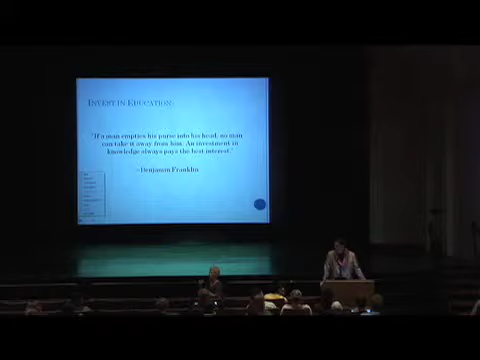 INVEST IN EDUCATION
"If a man empties his purse into his head, no man
can take it away from him. An investment in
knowledge always pays the best interest."
–Benjamin Franklin